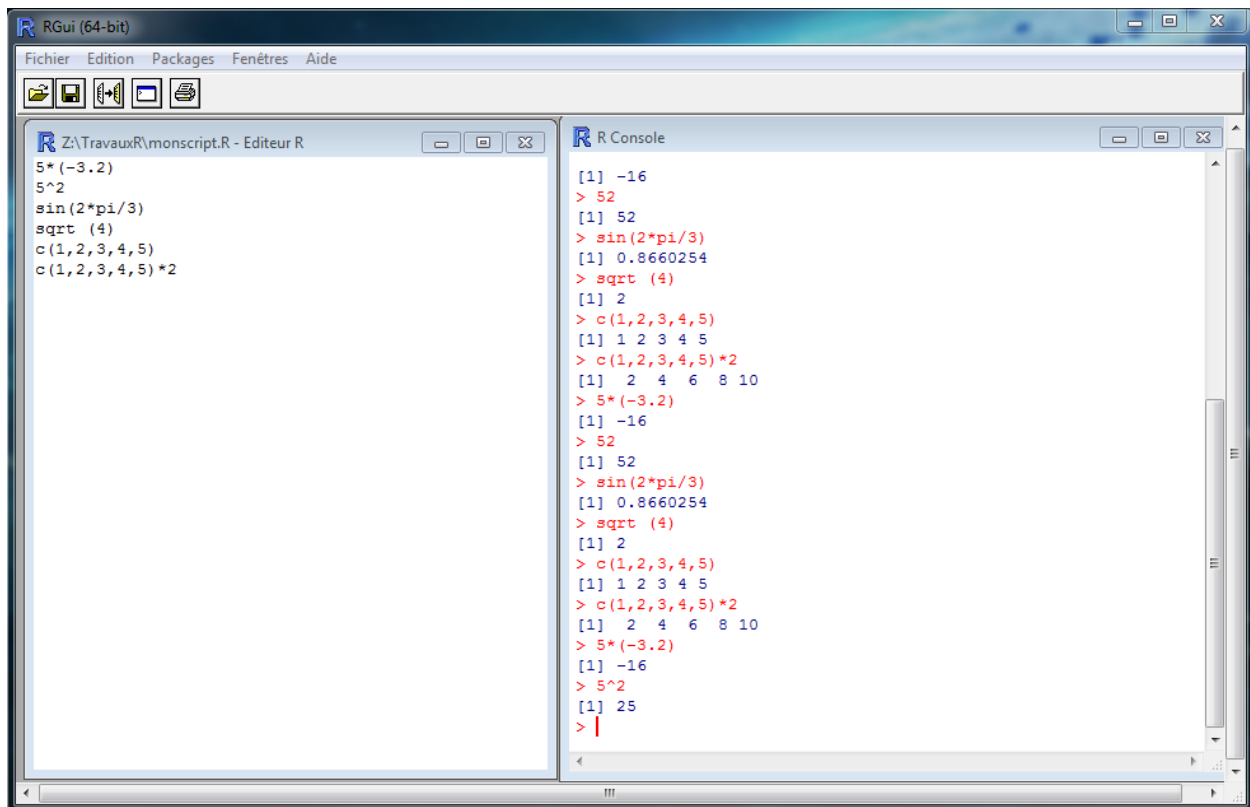 RGui (64-bit)
Fichier Edition Packages Fenêtres Aide
Z:\TravauxR\monscript.R - Editeur R
5*(-3.2)
5^2
sin(2*pi/3)
sqrt (4)
c(1,2,3,4,5)
c(1,2,3,4,5)*2
R Console
[1] -16
> 52
[1] 52
> sin(2*pi/3)
[1] 0.8660254
> sqrt (4)
[1] 2
> c(1,2,3,4,5)
[1] 1 2 3 4 5
> c(1,2,3,4,5)*2
[1]  2  4  6  8 10
> 5*(-3.2)
[1] -16
> 52
[1] 52
> sin(2*pi/3)
[1] 0.8660254
> sqrt (4)
[1] 2
> c(1,2,3,4,5)
[1] 1 2 3 4 5
> c(1,2,3,4,5)*2
[1]  2  4  6  8 10
> 5*(-3.2)
[1] -16
> 5^2
[1] 25
>